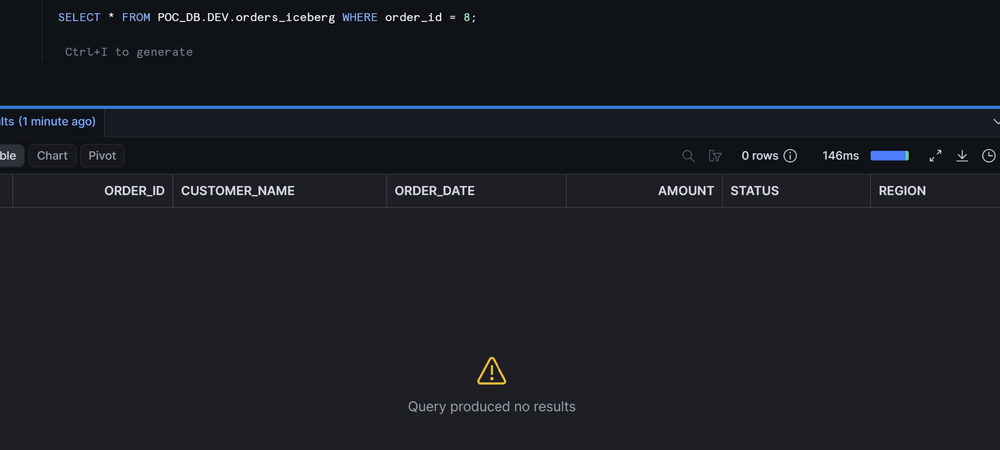 SELECT * FROM POC_DB.DEV.orders_iceberg WHERE order_id = 8;
Ctrl+I to generate
lts (1 minute ago)
ble Chart Pivot 0 rows 146ms
ORDER_ID CUSTOMER_NAME ORDER_DATE AMOUNT STATUS REGION
Query produced no results